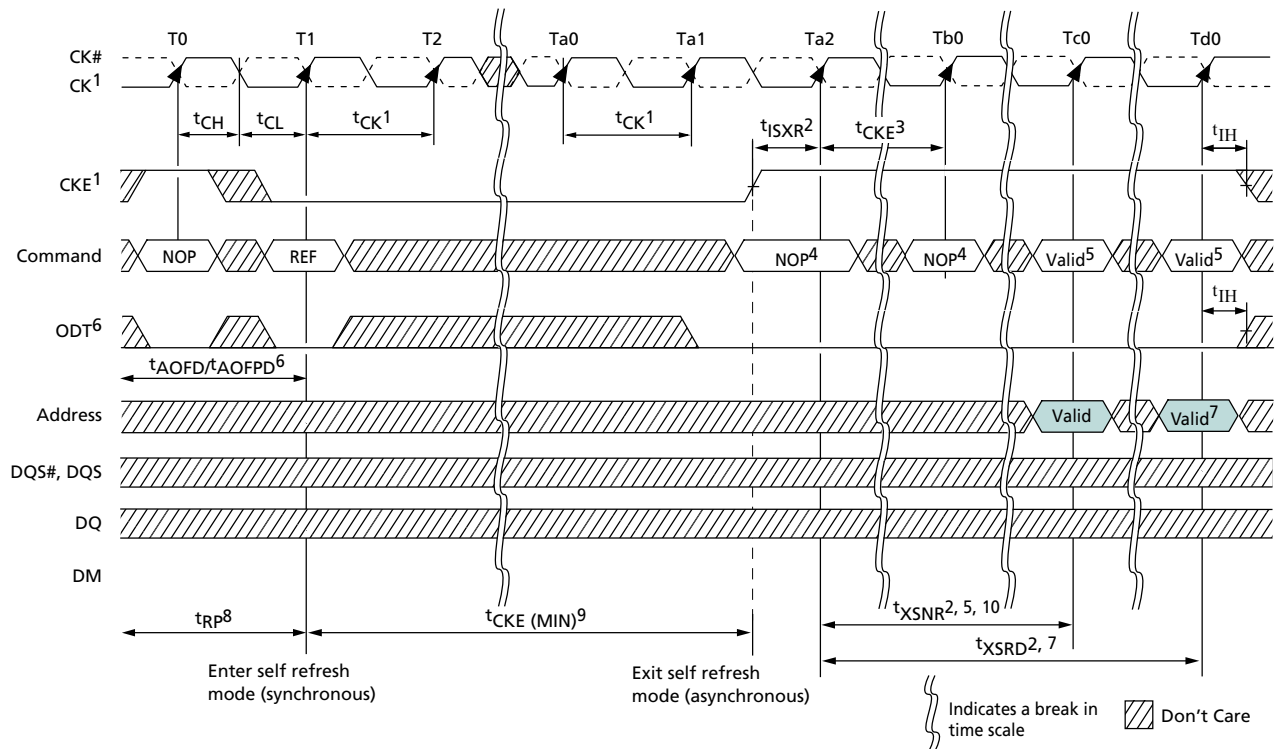 T0 T1 T2 Ta0 Ta1 Ta2 Tb0 Tc0 Td0
CK#
CK1
tCH tCL tCK1 tCK1 tISXR2 tCKE3 tIH
CKE1
Command NOP REF NOP4 NOP4 Valid5 Valid5
tIH
ODT6
tAOFD/tAOFPD6
Address Valid Valid7
DQS#, DQS
DQ
DM
tRP8 tCKE (MIN)9 tXSNR2, 5, 10
tXSRD2, 7
Enter self refresh
mode (synchronous)
Exit self refresh
mode (asynchronous)
Indicates a break in
time scale
Don't Care